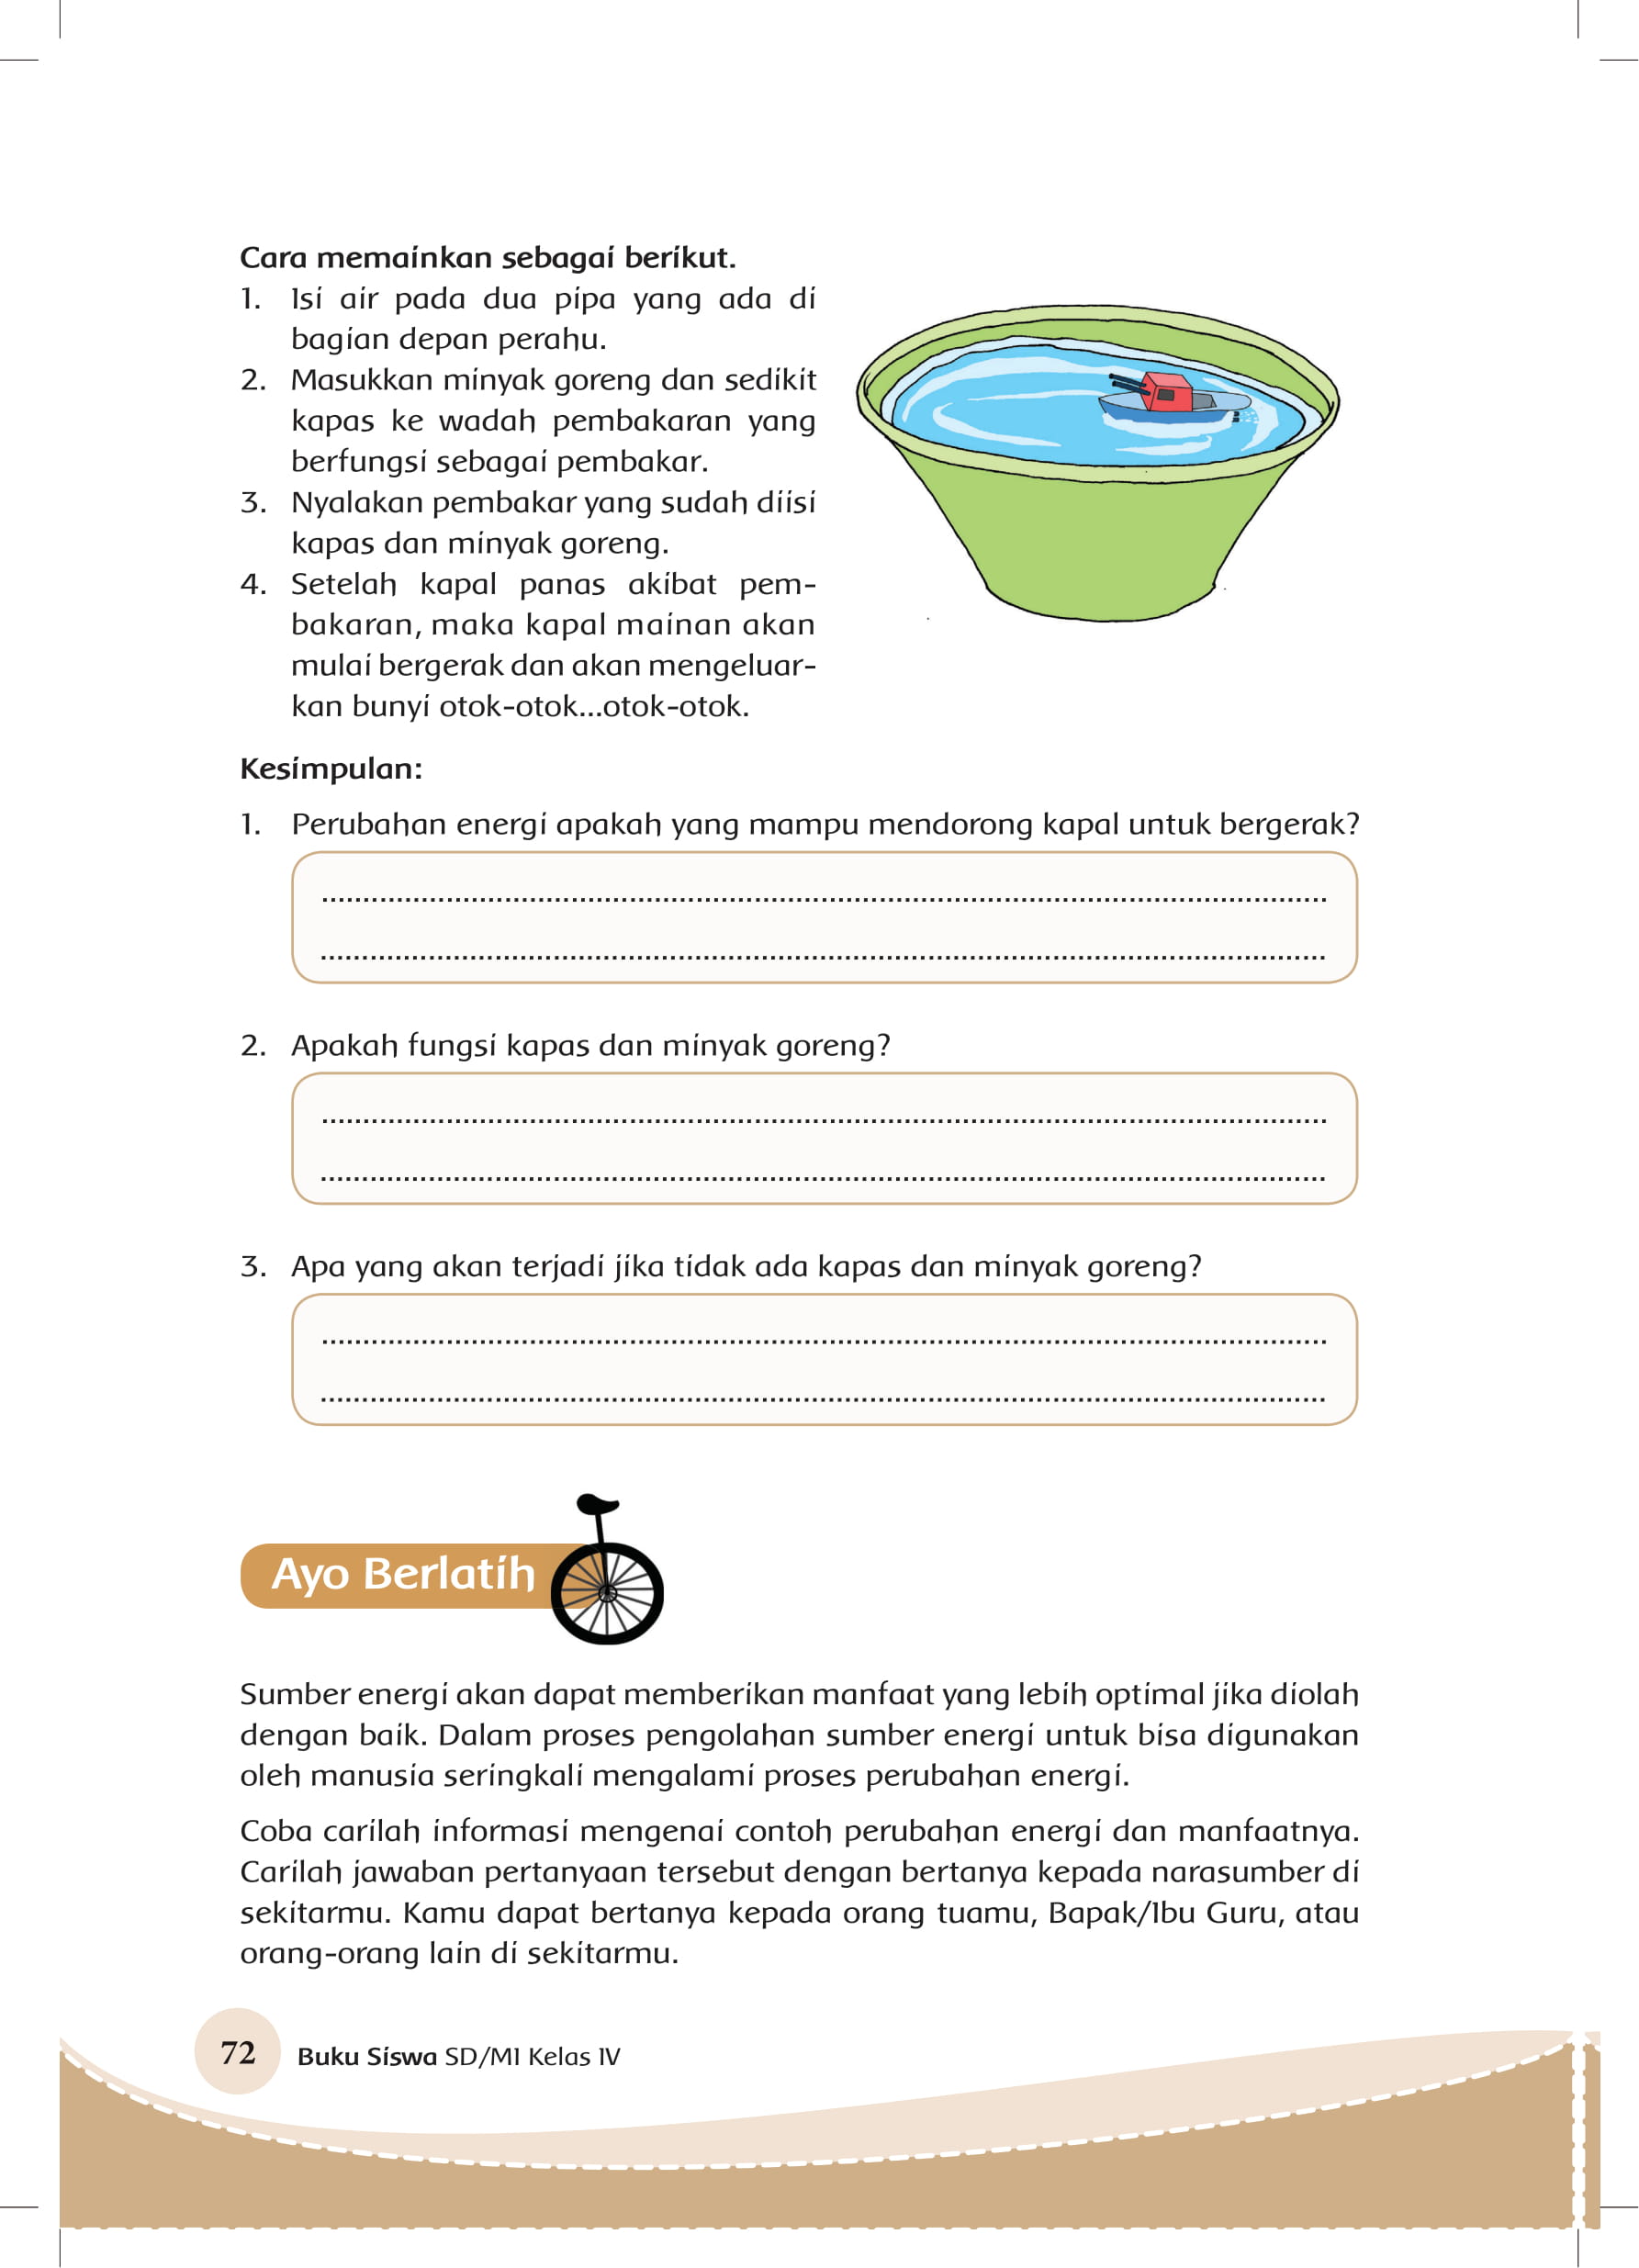 Cara memainkan sebagai berikut.
1. Isi air pada dua pipa yang ada di
bagian depan perahu.
2. Masukkan minyak goreng dan sedikit
kapas ke wadah pembakaran yang
berfungsi sebagai pembakar.
3. Nyalakan pembakar yang sudah diisi
kapas dan minyak goreng.
4. Setelah kapal panas akibat pem-
bakaran, maka kapal mainan akan
mulai bergerak dan akan mengeluar-
kan bunyi otok-otok...otok-otok.
Kesimpulan:
1. Perubahan energi apakah yang mampu mendorong kapal untuk bergerak?
2. Apakah fungsi kapas dan minyak goreng?
3. Apa yang akan terjadi jika tidak ada kapas dan minyak goreng?
Ayo Berlatih
Sumber energi akan dapat memberikan manfaat yang lebih optimal jika diolah
dengan baik. Dalam proses pengolahan sumber energi untuk bisa digunakan
oleh manusia seringkali mengalami proses perubahan energi.
Coba carilah informasi mengenai contoh perubahan energi dan manfaatnya.
Carilah jawaban pertanyaan tersebut dengan bertanya kepada narasumber di
sekitarmu. Kamu dapat bertanya kepada orang tuamu, Bapak/Ibu Guru, atau
orang-orang lain di sekitarmu.
72 Buku Siswa SD/MI Kelas IV